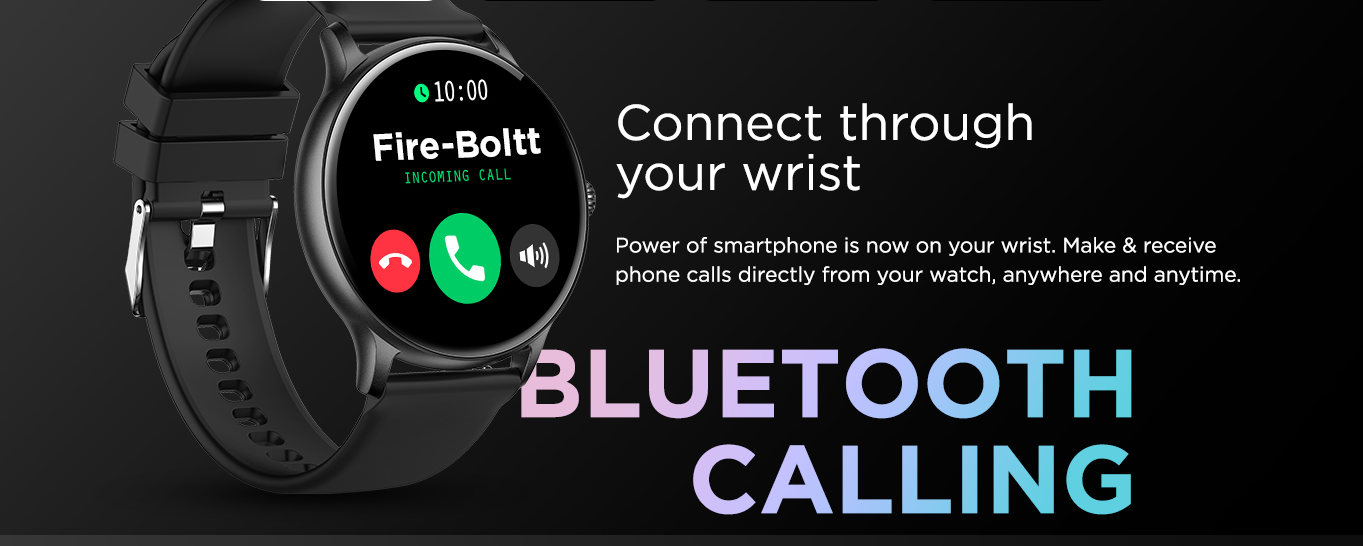 10:00
Fire-Boltt
INCOMING CALL
Connect through
your wrist
Power of smartphone is now on your wrist. Make & receive
phone calls directly from your watch, anywhere and anytime.
BLUETOOTH
CALLING